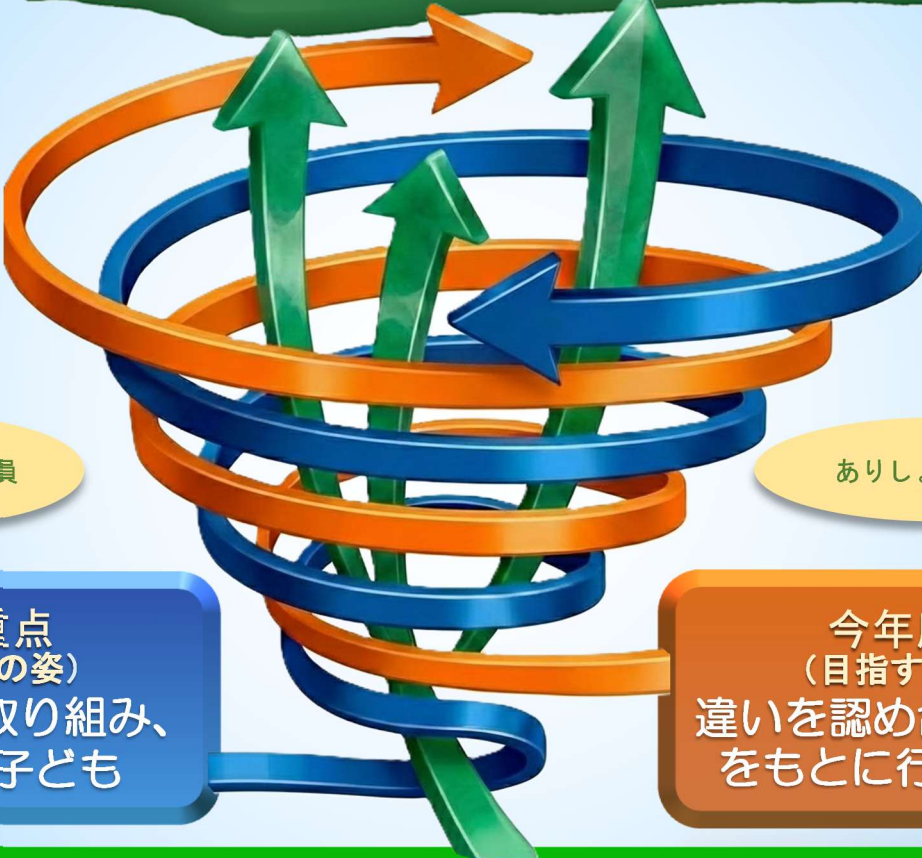 員
ありし
重点
の姿）
取り組み、
子ども
今年
（目指す
違いを認め
をもとに行